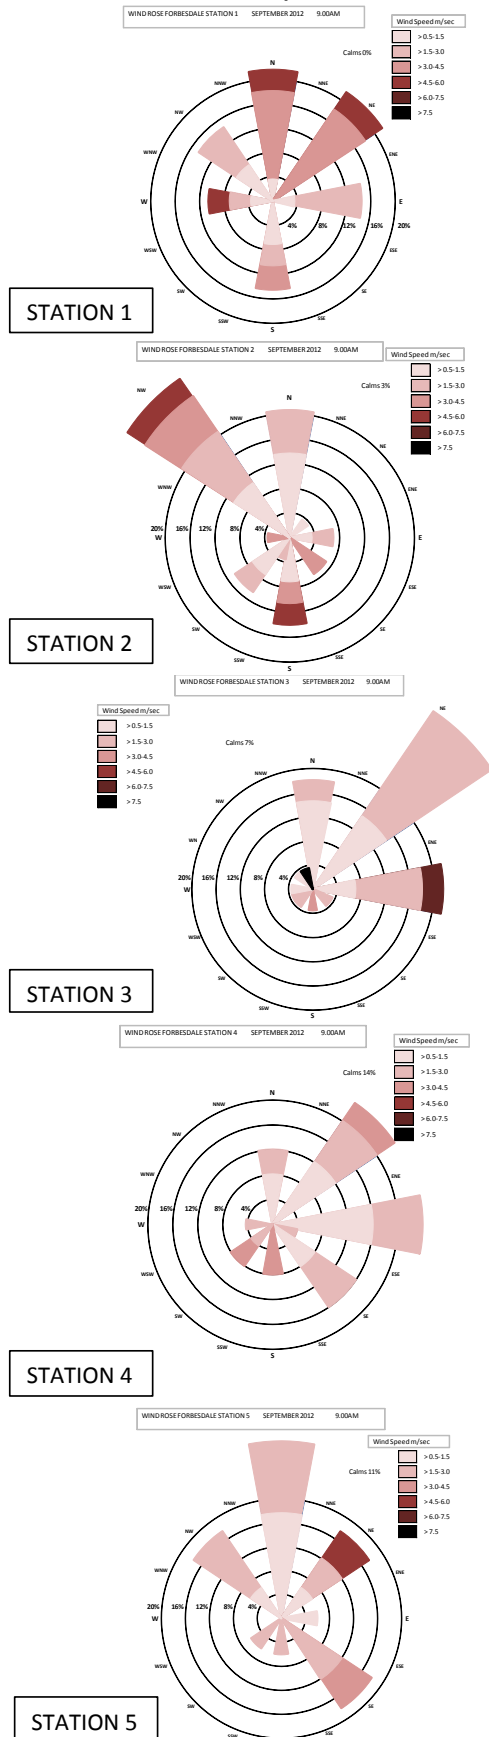 WIND ROSE FORBESDALE STATION 1 SEPTEMBER 2012 9.00AM
Wind Speed m/sec
Calms 0%
> 0.5-1.5
> 1.5-3.0
> 3.0-4.5
> 4.5-6.0
> 6.0-7.5
> 7.5
N
NNW NNE
NW NE
WNW ENE
W E
4% 8% 12% 16% 20%
WSW ESE
SW SE
SSW SSE
S
STATION 1
WIND ROSE FORBESDALE STATION 2 SEPTEMBER 2012 9.00AM
Wind Speed m/sec
Calms 3%
> 0.5-1.5
> 1.5-3.0
> 3.0-4.5
> 4.5-6.0
> 6.0-7.5
> 7.5
NW
N
NNW NNE
NE
WNW ENE
20% 16% 12% 8% 4%
W E
WSW ESE
SW SE
SSW SSE
S
STATION 2
WIND ROSE FORBESDALE STATION 3 SEPTEMBER 2012 9.00AM
Wind Speed m/sec
> 0.5-1.5
> 1.5-3.0
> 3.0-4.5
> 4.5-6.0
> 6.0-7.5
> 7.5
Calms 7%
NE
N
NNW
NW
WN ENE
20% 16% 12% 8% 4%
W
WSW ESE
SW SE
SSW SSE
S
STATION 3
WIND ROSE FORBESDALE STATION 4 SEPTEMBER 2012 9.00AM
Wind Speed m/sec
Calms 14%
> 0.5-1.5
> 1.5-3.0
> 3.0-4.5
> 4.5-6.0
> 6.0-7.5
> 7.5
N
NNW NNE
NW NE
WNW ENE
20% 16% 12% 8% 4%
W
WSW ESE
SW SE
SSW SSE
S
STATION 4
WIND ROSE FORBESDALE STATION 5 SEPTEMBER 2012 9.00AM
Wind Speed m/sec
Calms 11%
> 0.5-1.5
> 1.5-3.0
> 3.0-4.5
> 4.5-6.0
> 6.0-7.5
> 7.5
N
NNW NNE
NW NE
WNW ENE
20% 16% 12% 8% 4%
W E
WSW ESE
SW SE
SSW SSE
STATION 5